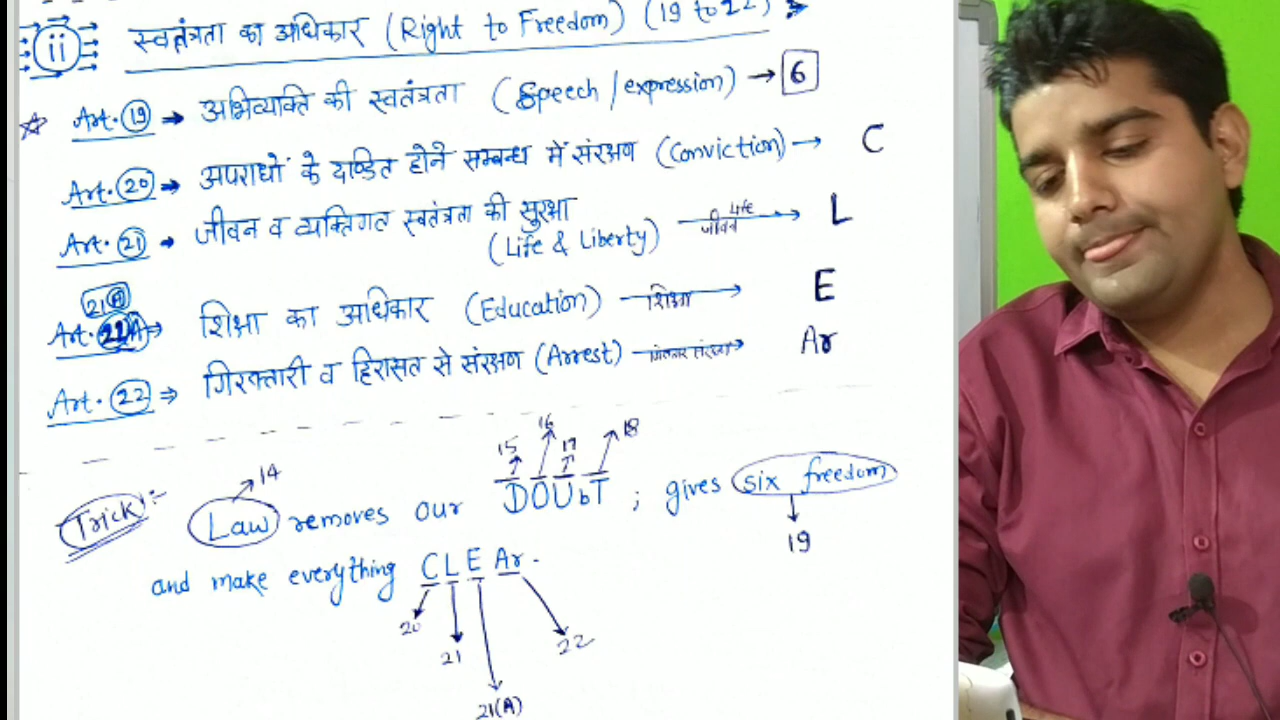 ii स्वतंत्रता का अधिकार (Right to Freedom) (19 to 22)
Art. 19 → अभिव्यक्ति की स्वतंत्रता (Speech / expression) → 6
Art. 20 → अपराधों के दण्डित होने सम्बन्ध में संरक्षण (Conviction) → C
Art. 21 → जीवन व व्यक्तिगत स्वतंत्रता की सुरक्षा
(Life & Liberty) जीवन Life → L
21(A)
Art. 21(A) → शिक्षा का अधिकार (Education) शिक्षा → E
Art. 22 → गिरफ्तारी व हिरासत से संरक्षण (Arrest) → Ar
14 15 16 17 18
Trick :- Law removes our DOUbT ; gives six freedom
19
and make everything CLEAr.
20 21 21(A) 22